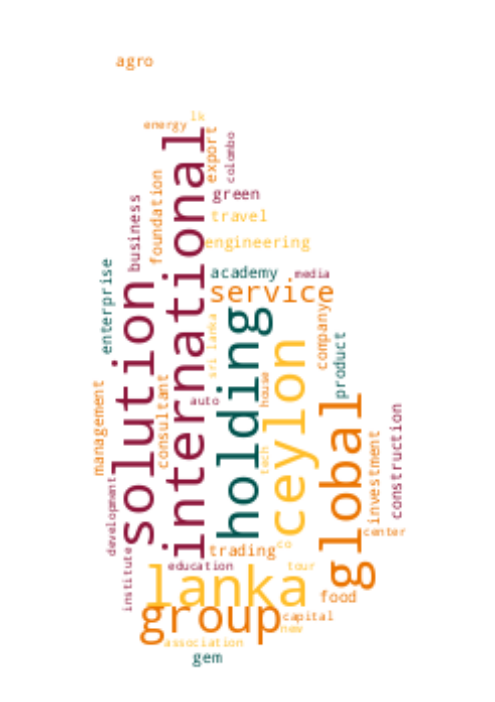 agro
lk
energy
export
colombo
international
green
business
foundation
travel
engineering
enterprise
academy
media
solution
service
holding
company
sri lanka
ceylon
product
house
auto
management
consultant
global
construction
investment
tech
development
center
trading
co
institute
education
tour
lanka
food
group
capital
new
association
gem